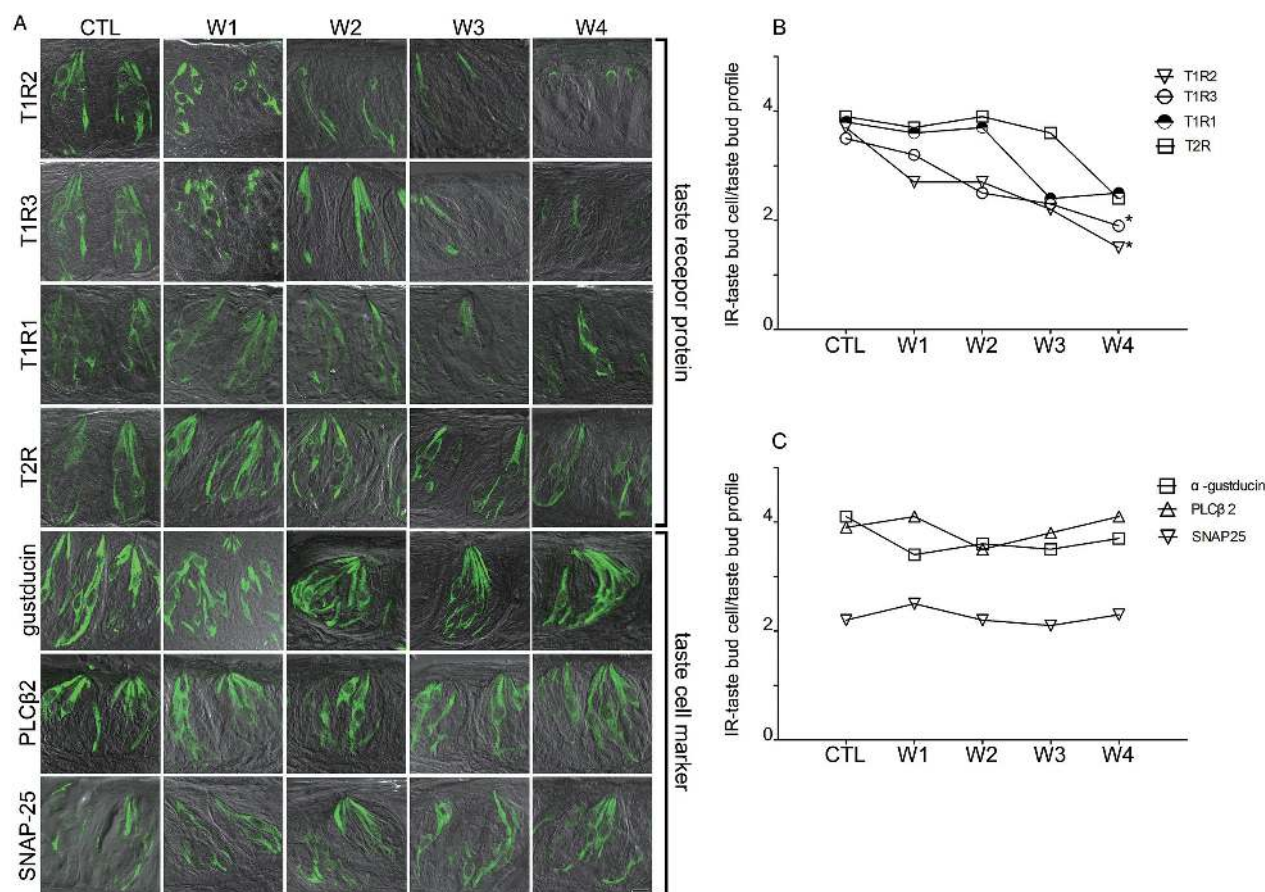 A
CTL W1 W2 W3 W4
T1R2
T1R3
T1R1
T2R
gustducin
PLCβ2
SNAP-25
taste recepor protein
taste cell marker
B
IR-taste bud cell/taste bud profile
4
2
0
CTL W1 W2 W3 W4
T1R2
T1R3
T1R1
T2R
*
*
C
IR-taste bud cell/taste bud profile
4
2
0
CTL W1 W2 W3 W4
α -gustducin
PLCβ 2
SNAP25